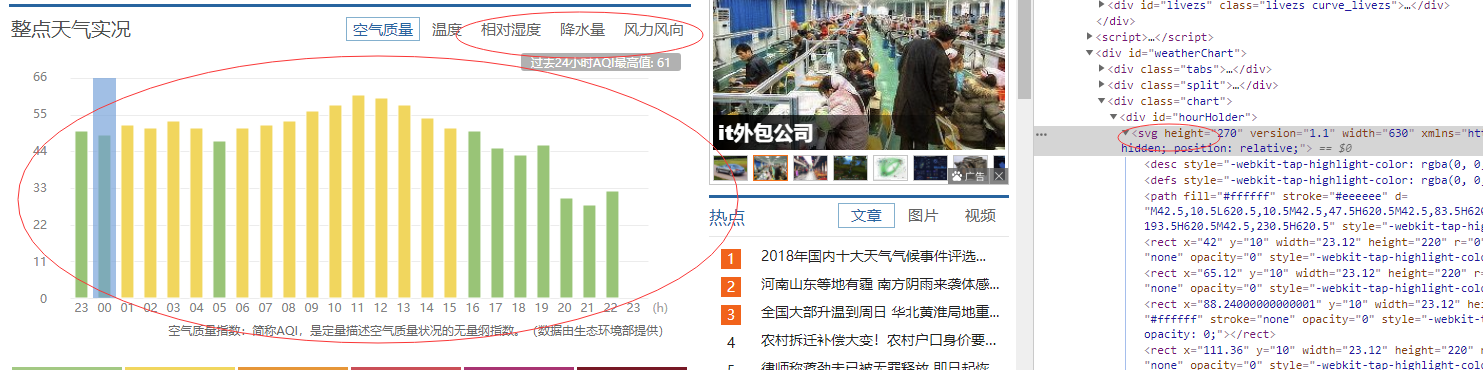 整点天气实况
空气质量 温度 相对湿度 降水量 风力风向
过去24小时AQI最高值: 61
66
55
44
33
22
11
0
23 00 01 02 03 04 05 06 07 08 09 10 11 12 13 14 15 16 17 18 19 20 21 22 23 (h)
空气质量指数：简称AQI，是定量描述空气质量状况的无量纲指数。（数据由生态环境部提供）
it外包公司
广告
热点 文章 图片 视频
1 2018年国内十大天气气候事件评选...
2 河南山东等地有霾 南方阴雨来袭体感...
3 全国大部升温到周日 华北黄淮局地重...
4 农村拆迁补偿大变！农村户口身价要...
<div id="livezs" class="livezs curve_livezs">…</div>
</div>
<script>…</script>
<div id="weatherChart">
<div class="tabs">…</div>
<div class="split">…</div>
<div class="chart">
<div id="hourHolder">
<svg height="270" version="1.1" width="630" xmlns="ht
hidden; position: relative;"> == $0
<desc style="-webkit-tap-highlight-color: rgba(0, 0,
<defs style="-webkit-tap-highlight-color: rgba(0, 0,
<path fill="#ffffff" stroke="#eeeeee" d=
"M42.5,10.5L620.5,10.5M42.5,47.5H620.5M42.5,83.5H620
193.5H620.5M42.5,230.5H620.5" style="-webkit-tap-high
<rect x="42" y="10" width="23.12" height="220" r="0"
"none" opacity="0" style="-webkit-tap-highlight-colo
<rect x="65.12" y="10" width="23.12" height="220" r=
"none" opacity="0" style="-webkit-tap-highlight-colo
<rect x="88.24000000000001" y="10" width="23.12" hei
"#ffffff" stroke="none" opacity="0" style="-webkit-t
opacity: 0;"></rect>
<rect x="111.36" y="10" width="23.12" height="220" r
"none" opacity="0" style="-webkit-tap-highlight-colo